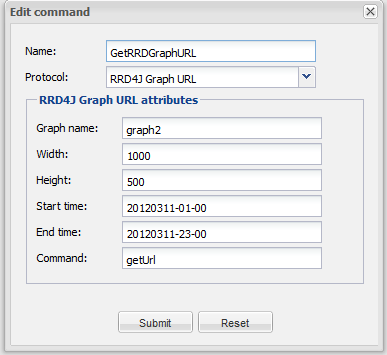 Edit command
Name: GetRRDGraphURL
Protocol: RRD4J Graph URL
RRD4J Graph URL attributes
Graph name: graph2
Width: 1000
Height: 500
Start time: 20120311-01-00
End time: 20120311-23-00
Command: getUrl
Submit Reset